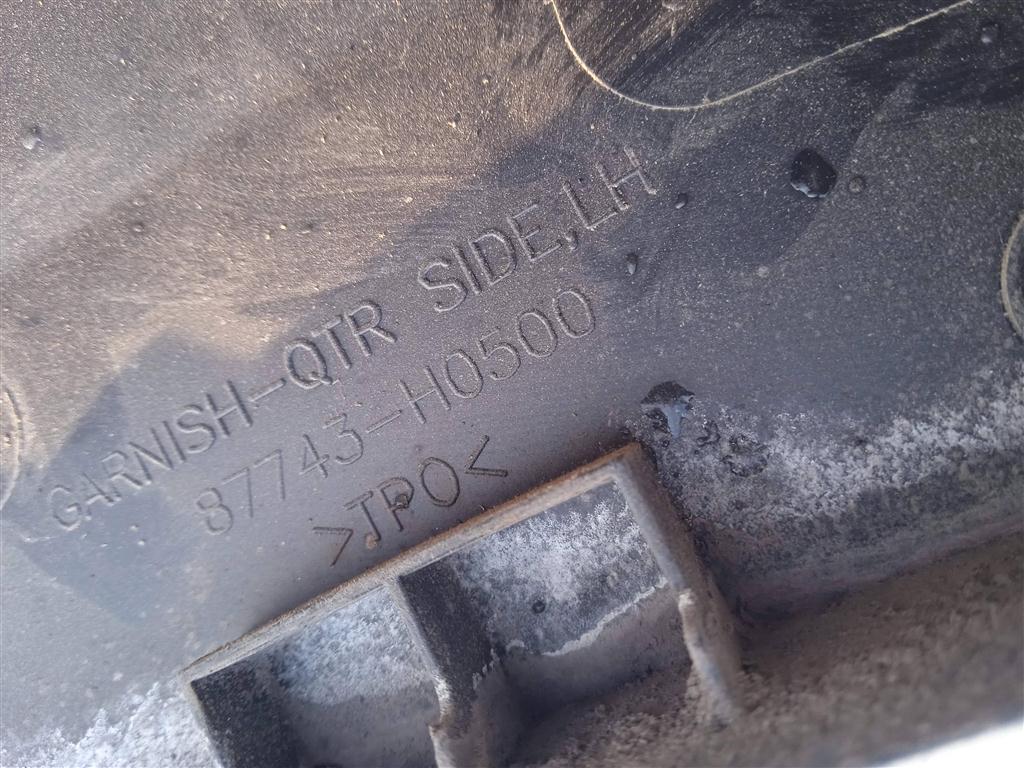 GARNISH-QTR SIDE,LH
87743-H0500
>TPO<